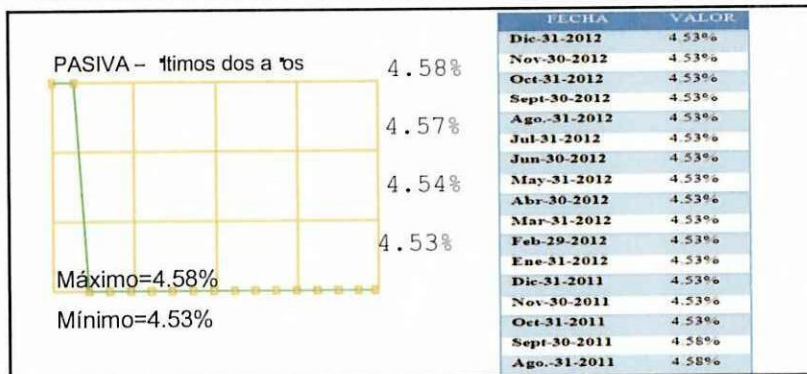 PASIVA – ltimos dos a os
4.58%
4.57%
4.54%
4.53%
Máximo=4.58%
Mínimo=4.53%
FECHA VALOR
Dic-31-2012 4.53%
Nov-30-2012 4.53%
Oct-31-2012 4.53%
Sept-30-2012 4.53%
Ago.-31-2012 4.53%
Jul-31-2012 4.53%
Jun-30-2012 4.53%
May-31-2012 4.53%
Abr-30-2012 4.53%
Mar-31-2012 4.53%
Feb-29-2012 4.53%
Ene-31-2012 4.53%
Dic-31-2011 4.53%
Nov-30-2011 4.53%
Oct-31-2011 4.53%
Sept-30-2011 4.58%
Ago.-31-2011 4.58%